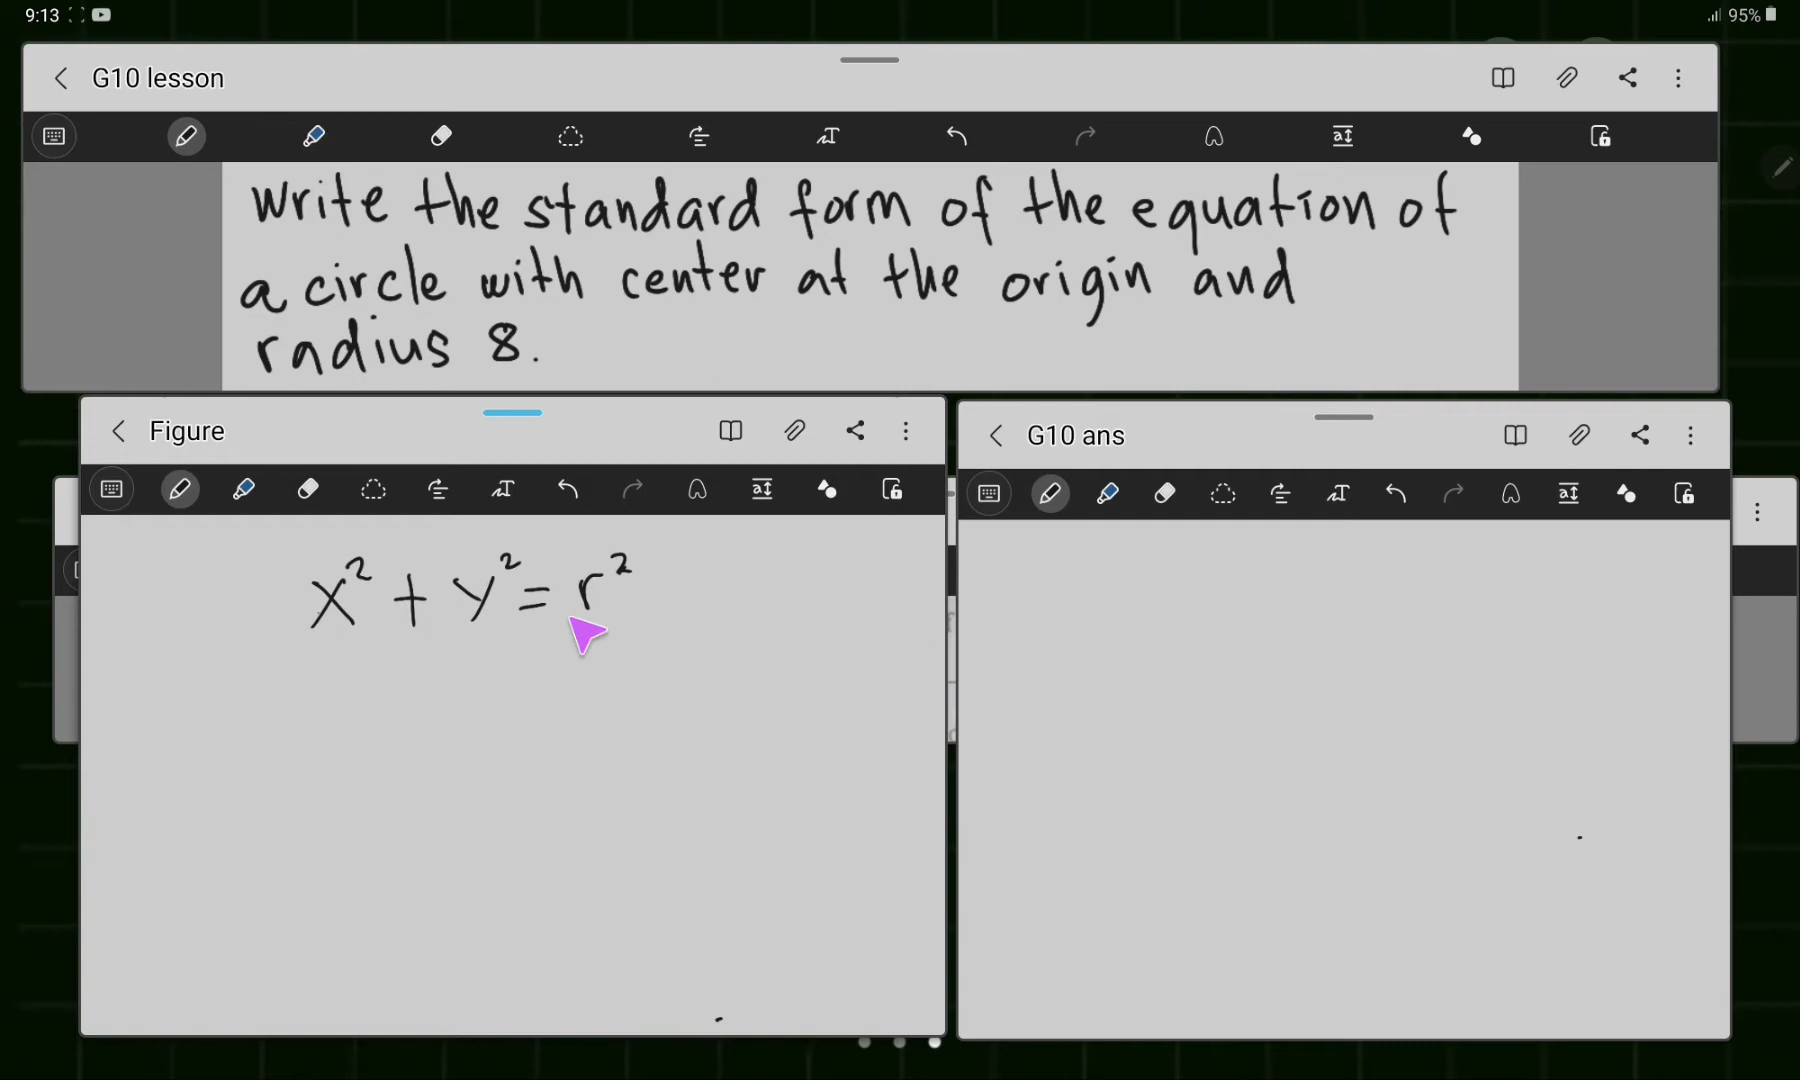 9:13
95%
G10 lesson
Write the standard form of the equation of
a circle with center at the origin and
radius 8.
Figure
x² + y² = r²
G10 ans